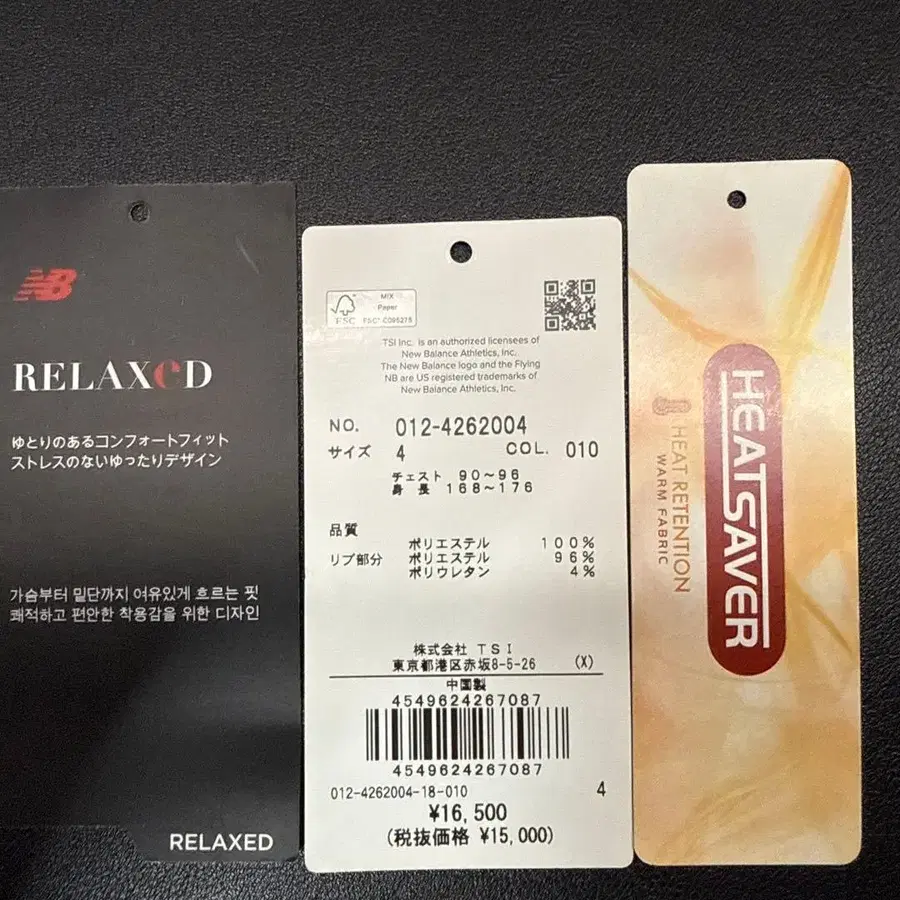 NB
RELAXeD
ゆとりのあるコンフォートフィット
ストレスのないゆったりデザイン
가슴부터 밑단까지 여유있게 흐르는 핏
쾌적하고 편안한 착용감을 위한 디자인
RELAXED
FSC
MIX
Paper
FSC® C095275
TSI Inc. is an authorized licensees of
New Balance Athletics, Inc.
The New Balance logo and the Flying
NB are US registered trademarks of
New Balance Athletics, Inc.
NO. 012-4262004
サイズ 4 COL. 010
チェスト 90~96
身長 168~176
品質
ポリエステル 100%
リブ部分 ポリエステル 96%
ポリウレタン 4%
株式会社 TSI
東京都港区赤坂8-5-26 (X)
中国製
4549624267087
4549624267087
012-4262004-18-010 4
¥16,500
(税抜価格 ¥15,000)
HEATSAVER
HEAT RETENTION
WARM FABRIC